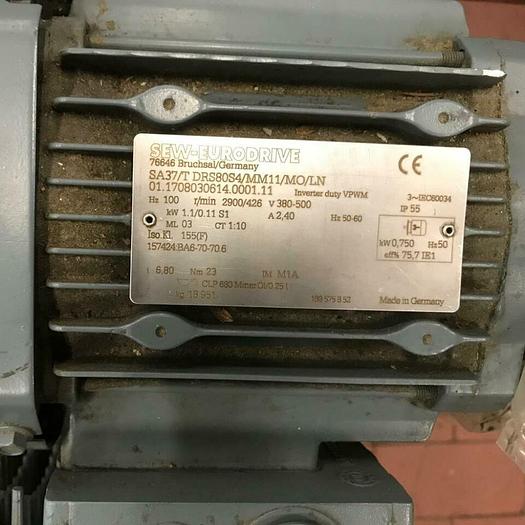 SEW-EURODRIVE
76646 Bruchsal/Germany
CE
SA37/T DRS80S4/MM11/MO/LN
01.1708030614.0001.11 Inverter duty VPWM 3~IEC60034
Hz 100 r/min 2900/426 V 380-500 IP 55
kW 1.1/0.11 S1 A 2,40 Hz 50-60
ML 03 CT 1:10
Iso.Kl. 155(F) kW 0,750 Hz 50
157424:BA6-70-70.6 eff% 75,7 IE1
i 6,80 Nm 23 IM M1A
CLP 680 Miner.Öl/0.25 l
kg 18.951 Made in Germany